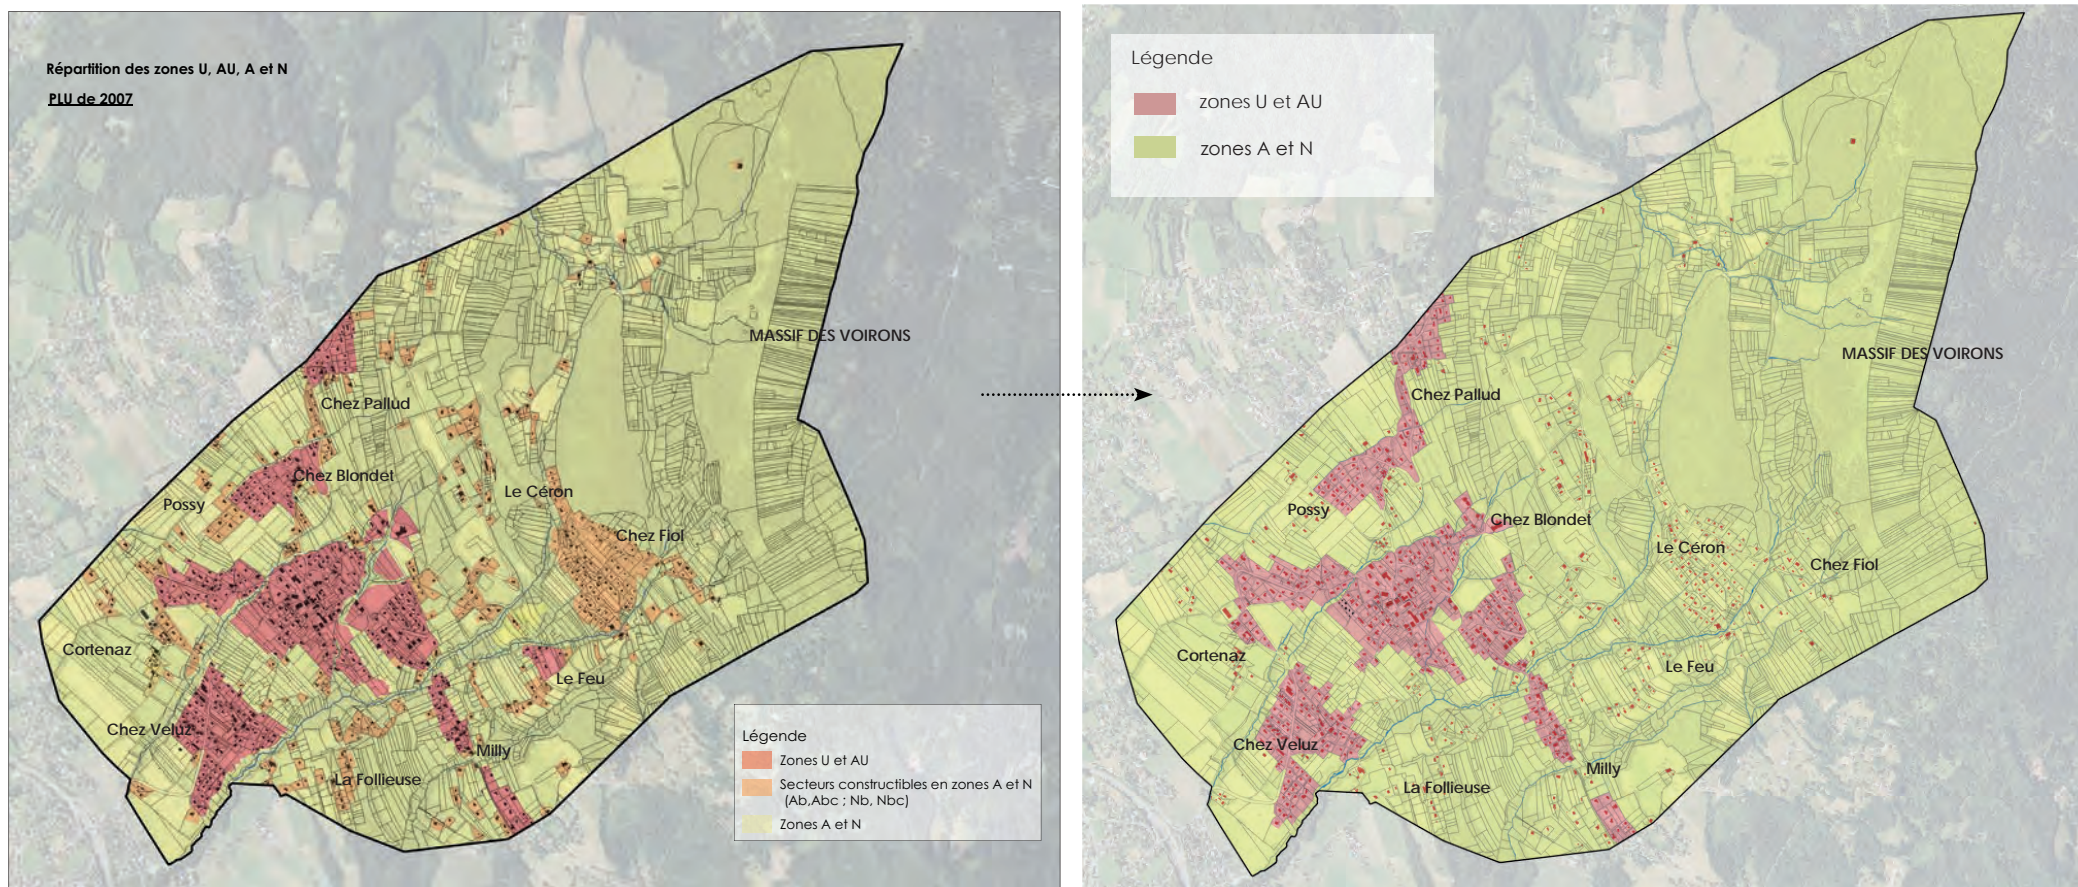 Répartition des zones U, AU, A et N
PLU de 2007
MASSIF DES VOIRONS
Chez Pallud
Chez Blondet
Possy
Le Céron
Chez Fiol
Cortenaz
Le Feu
Chez Veluz
Milly
La Follieuse
Légende
Zones U et AU
Secteurs constructibles en zones A et N
(Ab,Abc ; Nb, Nbc)
Zones A et N
Légende
zones U et AU
zones A et N
MASSIF DES VOIRONS
Chez Pallud
Possy
Chez Blondet
Le Céron
Chez Fiol
Cortenaz
Le Feu
Chez Veluz
Milly
La Follieuse